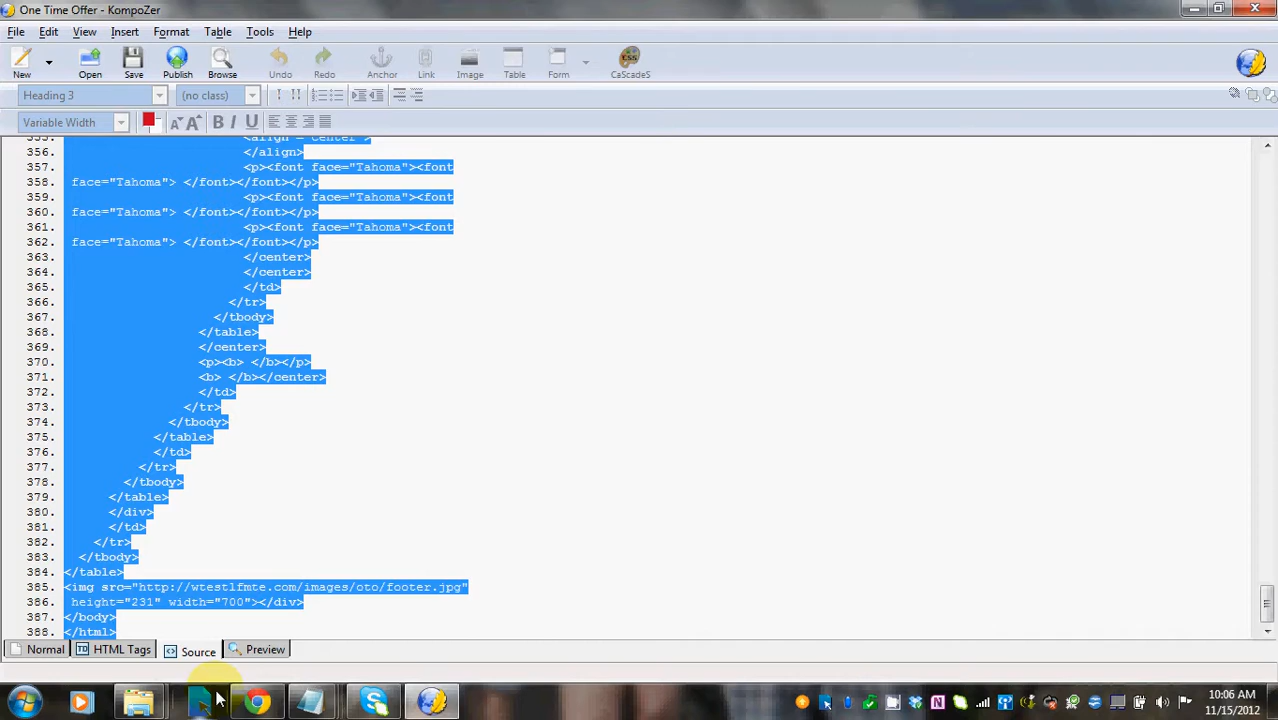 One Time Offer - KompoZer
File Edit View Insert Format Table Tools Help
New Open Save Publish Browse Undo Redo Anchor Link Image Table Form CaScadeS
Heading 3 (no class)
Variable Width B i U
355. <align = center >
356. </align>
357. <p><font face="Tahoma"><font
358. face="Tahoma"> </font></font></p>
359. <p><font face="Tahoma"><font
360. face="Tahoma"> </font></font></p>
361. <p><font face="Tahoma"><font
362. face="Tahoma"> </font></font></p>
363. </center>
364. </center>
365. </td>
366. </tr>
367. </tbody>
368. </table>
369. </center>
370. <p><b> </b></p>
371. <b> </b></center>
372. </td>
373. </tr>
374. </tbody>
375. </table>
376. </td>
377. </tr>
378. </tbody>
379. </table>
380. </div>
381. </td>
382. </tr>
383. </tbody>
384. </table>
385. <img src="http://wtestlfmte.com/images/oto/footer.jpg"
386. height="231" width="700"></div>
387. </body>
388. </html>
Normal TD HTML Tags <> Source Preview
10:06 AM
11/15/2012